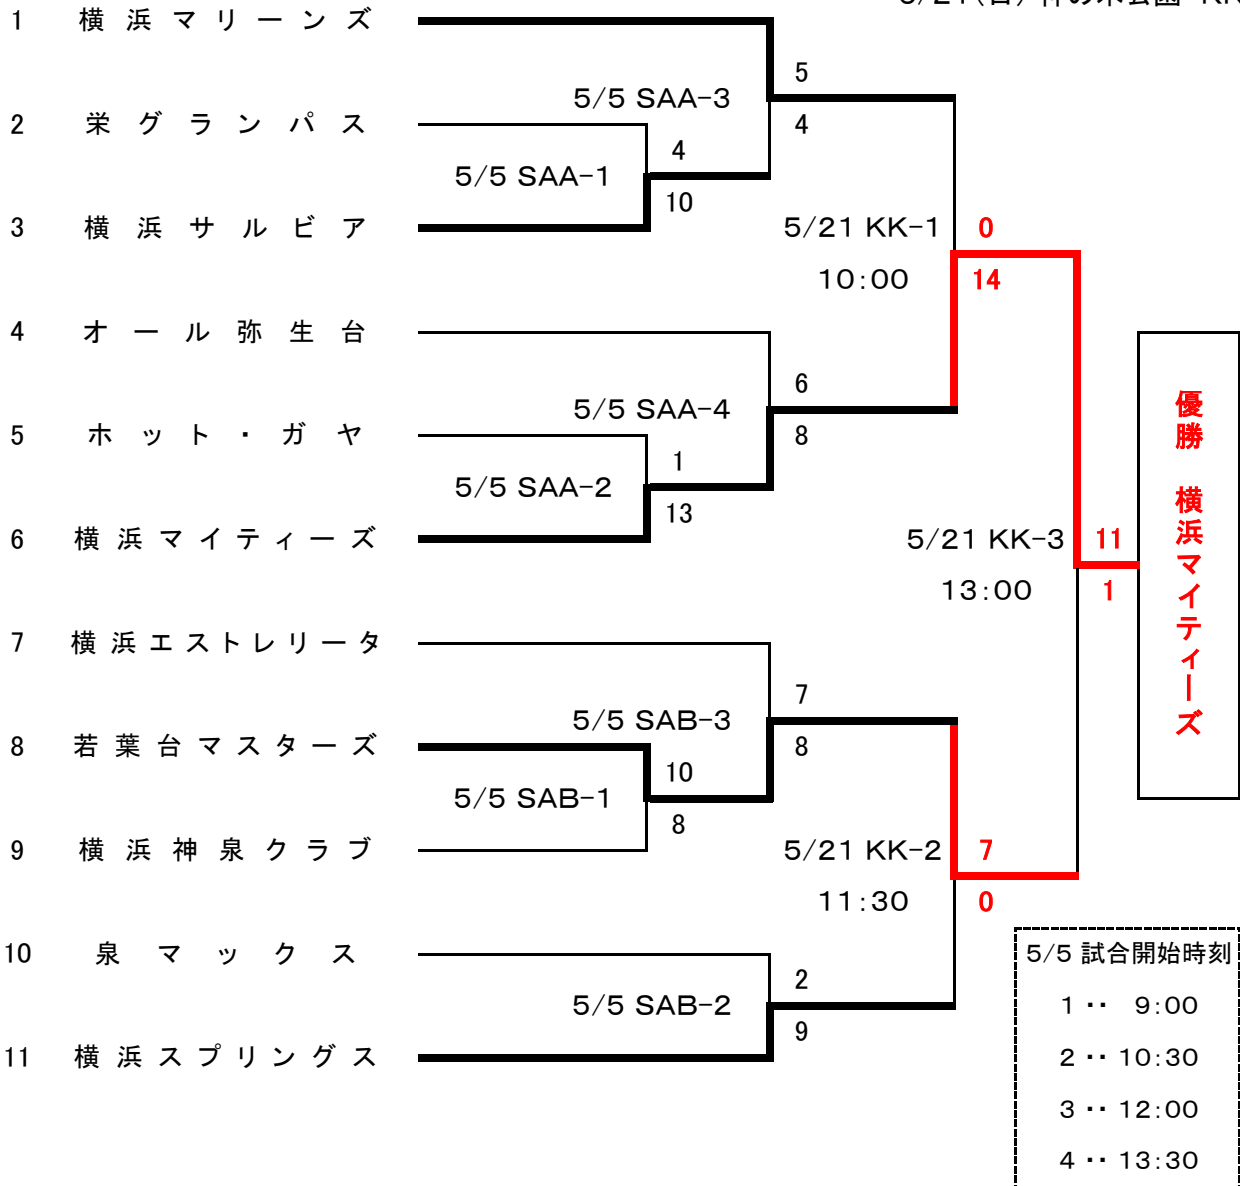 1 横浜マリーンズ
5
5/5 SAA-3
4
2 栄グランパス
4
5/5 SAA-1
10
3 横浜サルビア
5/21 KK-1 0
10:00 14
4 オール弥生台
6
5/5 SAA-4
8
5 ホット・ガヤ
1
5/5 SAA-2
13
6 横浜マイティーズ
5/21 KK-3 11
13:00 1
優勝 横浜マイティーズ
7 横浜エストレリータ
7
5/5 SAB-3
8
8 若葉台マスターズ
10
5/5 SAB-1
8
9 横浜神泉クラブ
5/21 KK-2 7
11:30 0
10 泉マックス
2
5/5 SAB-2
9
11 横浜スプリングス
5/5 試合開始時刻
1 ･･ 9:00
2 ･･ 10:30
3 ･･ 12:00
4 ･･ 13:30